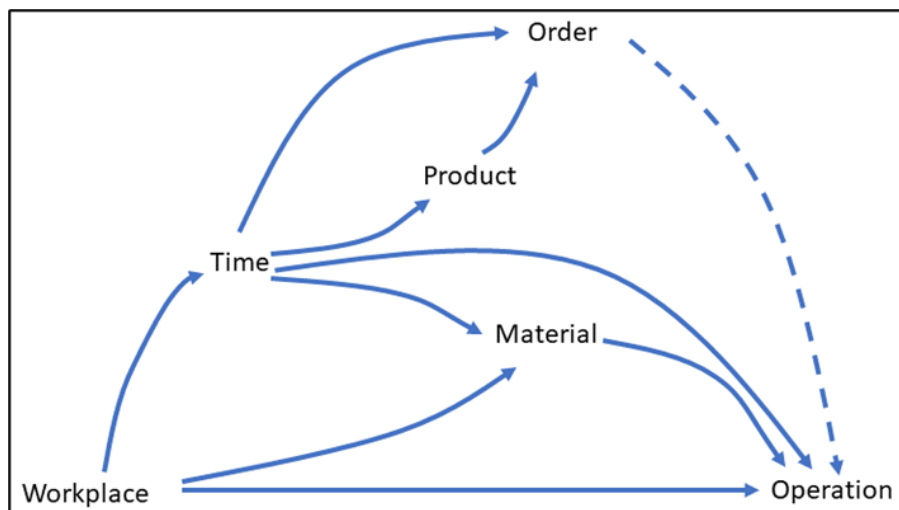 Order
Product
Time
Material
Workplace
Operation